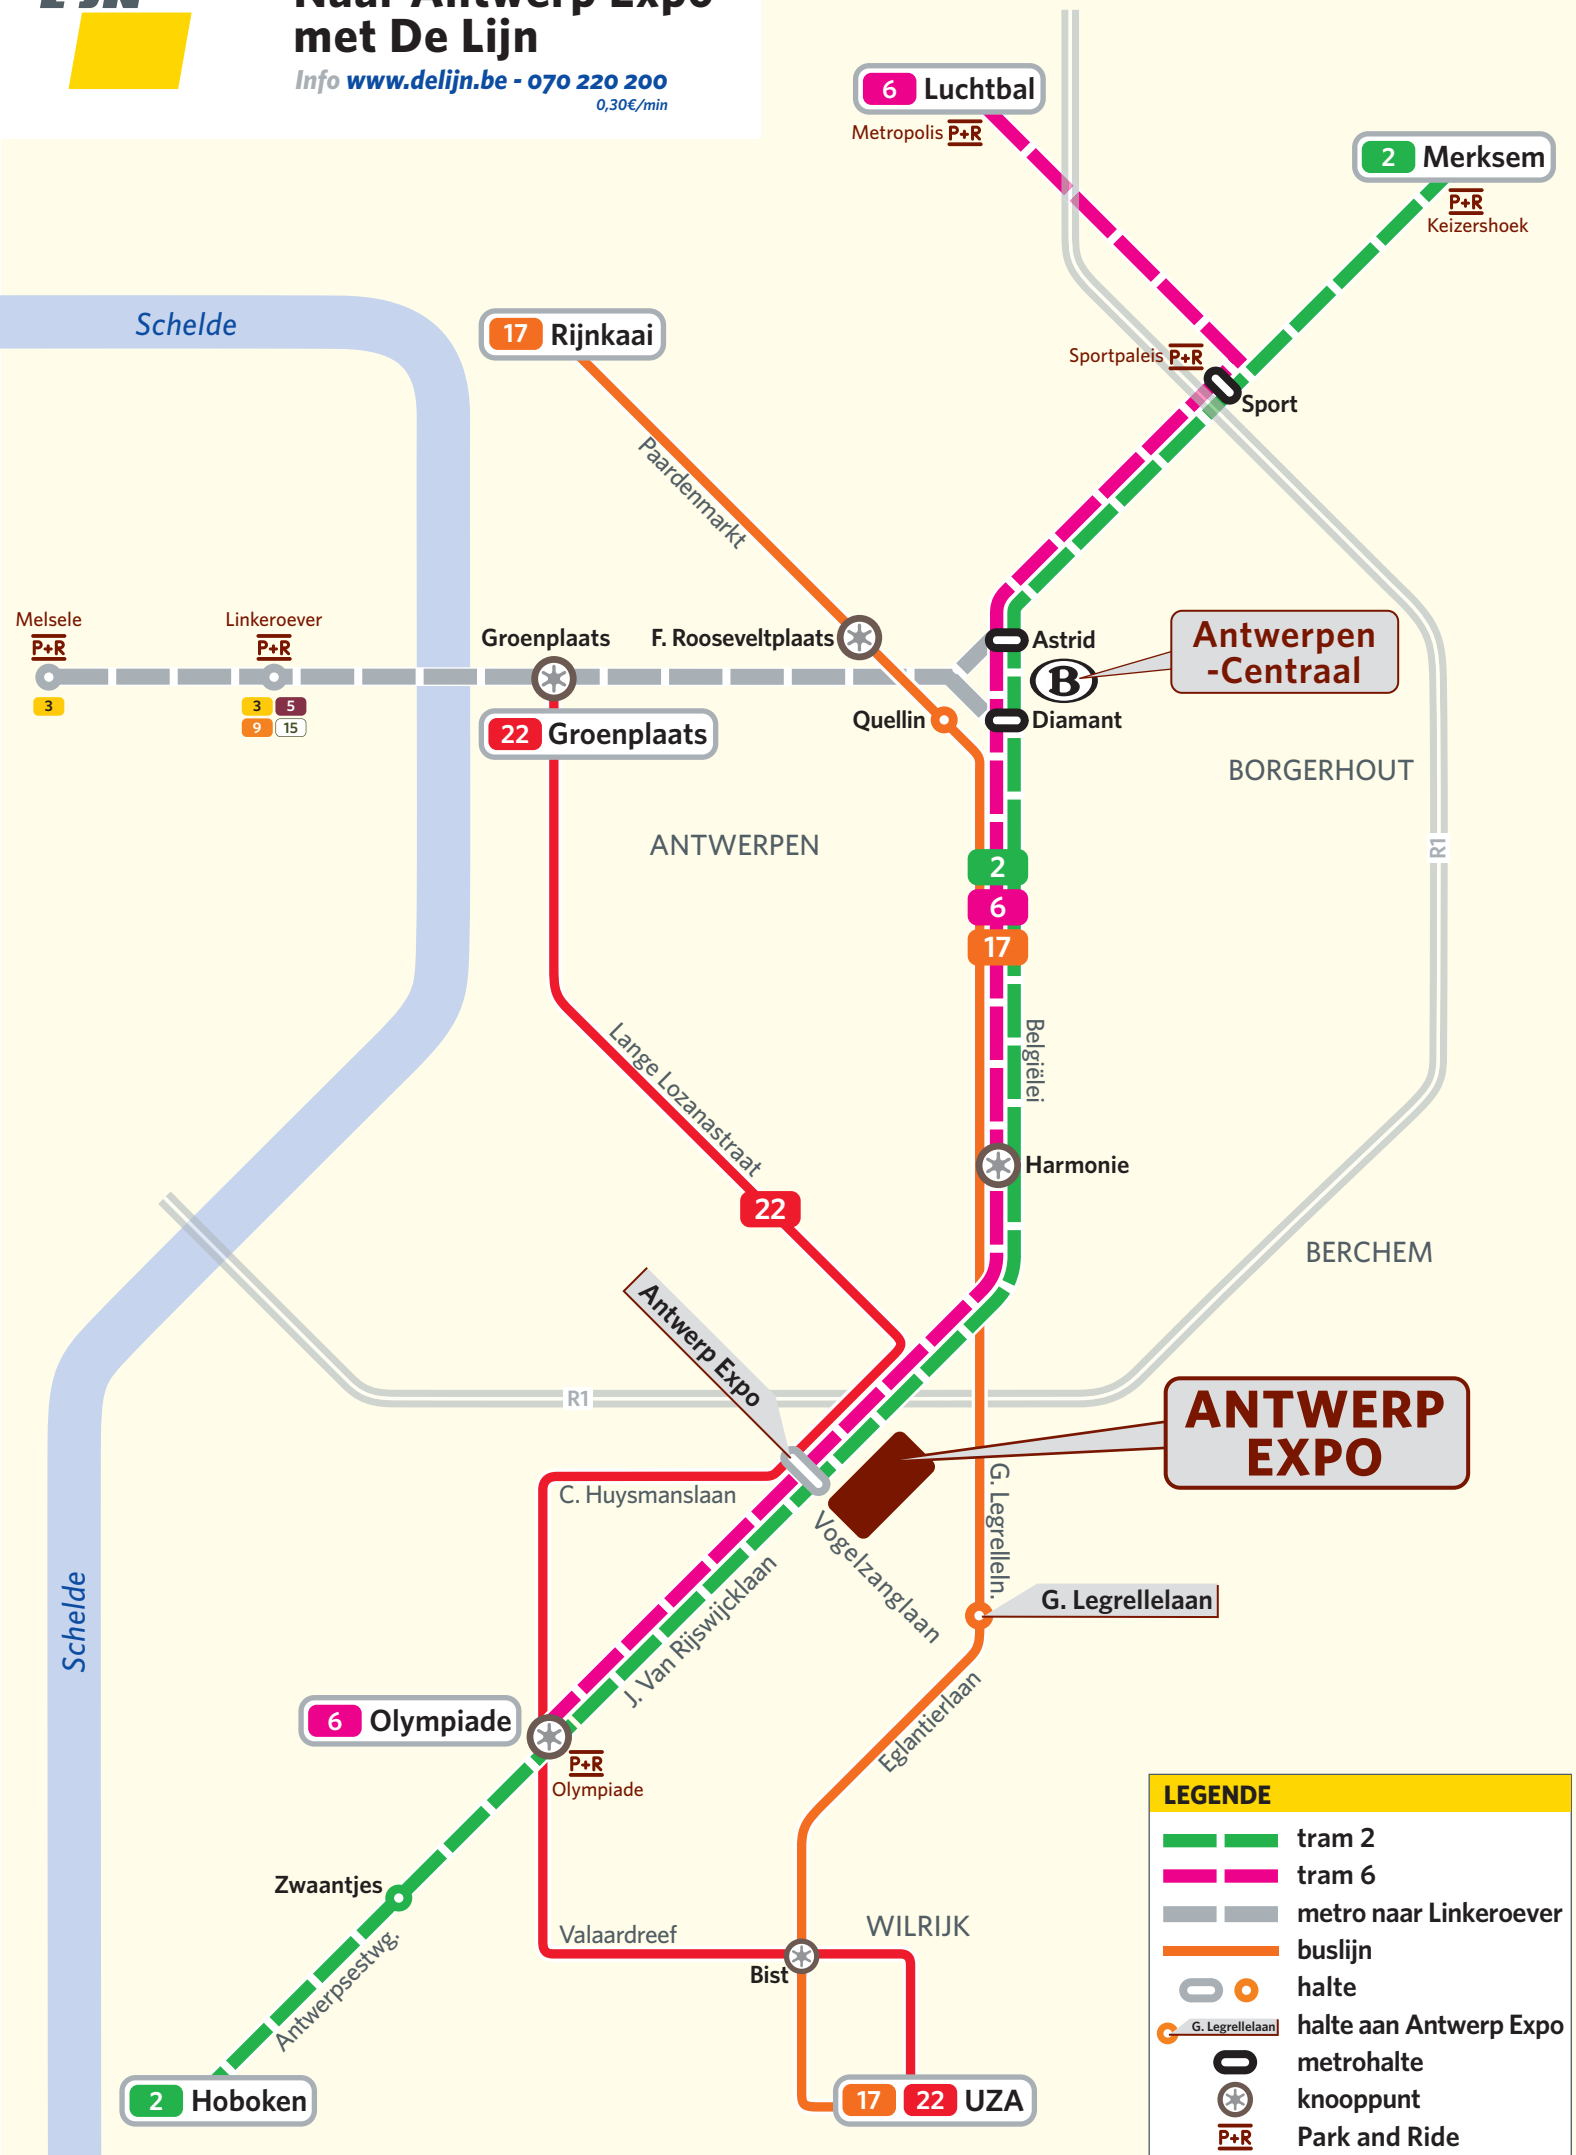 Naar Antwerp Expo
met De Lijn
Info www.delijn.be - 070 220 200
0,30€/min
6 Luchtbal
Metropolis P+R
2 Merksem
P+R
Keizershoek
Schelde
17 Rijnkaai
Sportpaleis P+R
Sport
Paardenmarkt
Melsele
P+R
3
Linkeroever
P+R
3 5
9 15
Groenplaats
F. Rooseveltplaats
Astrid
B
Antwerpen
-Centraal
22 Groenplaats
Quellin
Diamant
BORGERHOUT
ANTWERPEN
R1
2
6
17
Belgiëlei
Lange Lozanastraat
Harmonie
22
BERCHEM
Antwerp Expo
R1
ANTWERP
EXPO
C. Huysmanslaan
G. Legrelleln.
Vogelzanglaan
J. Van Rijswijcklaan
G. Legrellelaan
Schelde
Eglantierlaan
6 Olympiade
P+R
Olympiade
Zwaantjes
Antwerpsestwg.
Valaardreef
WILRIJK
Bist
2 Hoboken
17 22 UZA
LEGENDE
tram 2
tram 6
metro naar Linkeroever
buslijn
halte
G. Legrellelaan halte aan Antwerp Expo
metrohalte
knooppunt
P+R Park and Ride